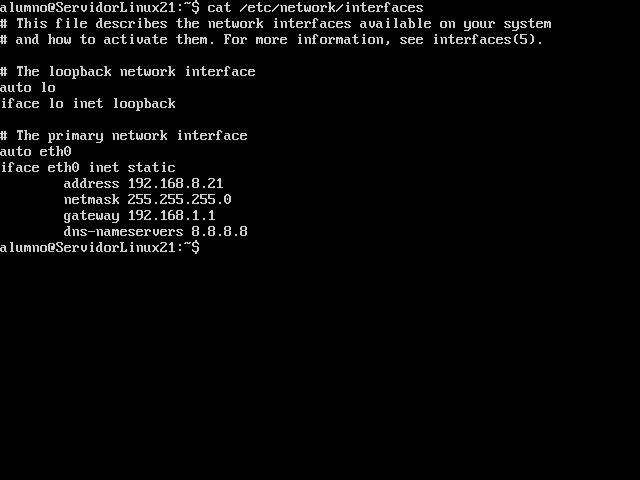 alumno@ServidorLinux21:~$ cat /etc/network/interfaces
# This file describes the network interfaces available on your system
# and how to activate them. For more information, see interfaces(5).
# The loopback network interface
auto lo
iface lo inet loopback
# The primary network interface
auto eth0
iface eth0 inet static
address 192.168.8.21
netmask 255.255.255.0
gateway 192.168.1.1
dns-nameservers 8.8.8.8
alumno@ServidorLinux21:~$